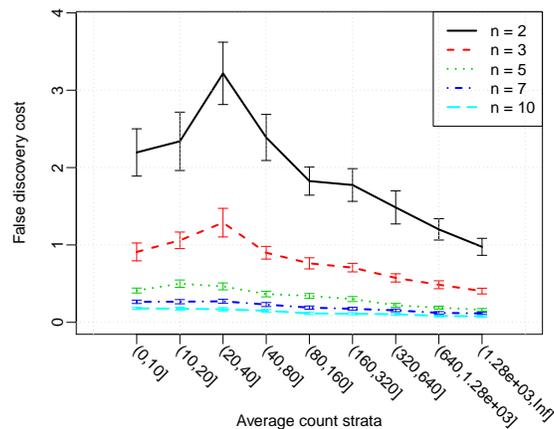 4
n = 2
n = 3
n = 5
n = 7
n = 10
3
2
1
0
False discovery cost
(0,10]
(10,20]
(20,40]
(40,80]
(80,160]
(160,320]
(320,640]
(640,1.28e+03]
(1.28e+03,Inf]
Average count strata